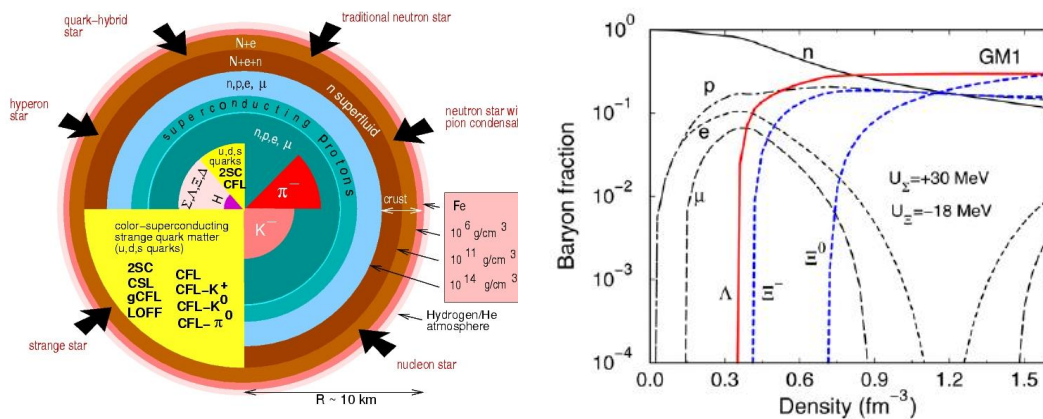 quark-hybrid
star
traditional neutron star
N+e
N+e+n
n,p,e, μ
n superfluid
hyperon
star
neutron star wi
pion condensat
superconducting protons
n,p,e, μ
u,d,s
quarks
2SC
CFL
Σ,Λ,Ξ,Δ
H
π⁻
K⁻
crust
Fe
10⁶ g/cm³
10¹¹ g/cm³
10¹⁴ g/cm³
color-superconducting
strange quark matter
(u,d,s quarks)
2SC
CSL
gCFL
LOFF
CFL
CFL-K⁺
CFL-K⁰
CFL-π⁰
Hydrogen/He
atmosphere
strange star
nucleon star
R ~ 10 km
Baryon fraction
10⁰
10⁻¹
10⁻²
10⁻³
10⁻⁴
n
GM1
p
e
μ
U_Σ=+30 MeV
U_Ξ=-18 MeV
Λ
Ξ⁻
Ξ⁰
0.0 0.3 0.6 0.9 1.2 1.5
Density (fm⁻³)